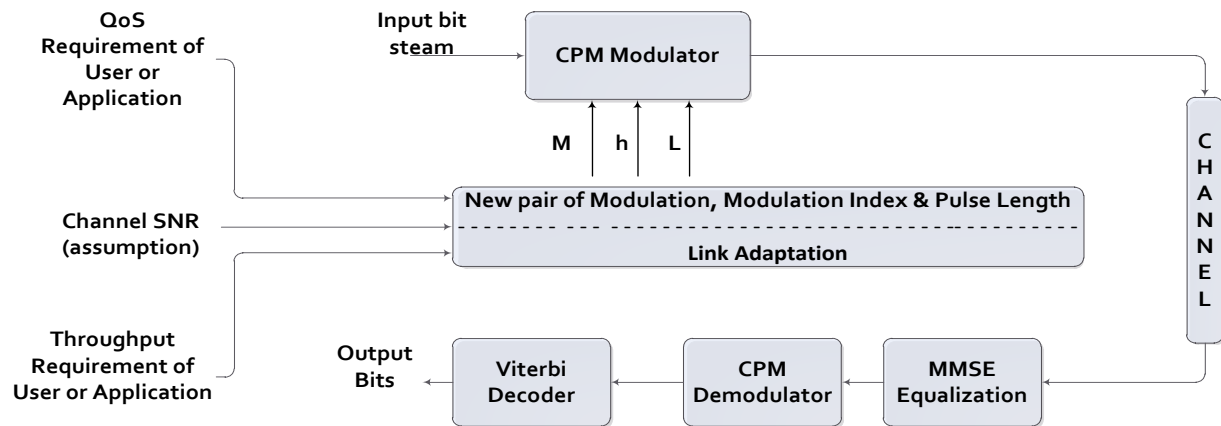 QoS
Requirement of
User or
Application
Input bit
steam
CPM Modulator
M h L
C
H
A
N
N
E
L
New pair of Modulation, Modulation Index & Pulse Length
Link Adaptation
Channel SNR
(assumption)
Throughput
Requirement of
User or Application
Output
Bits
Viterbi
Decoder
CPM
Demodulator
MMSE
Equalization